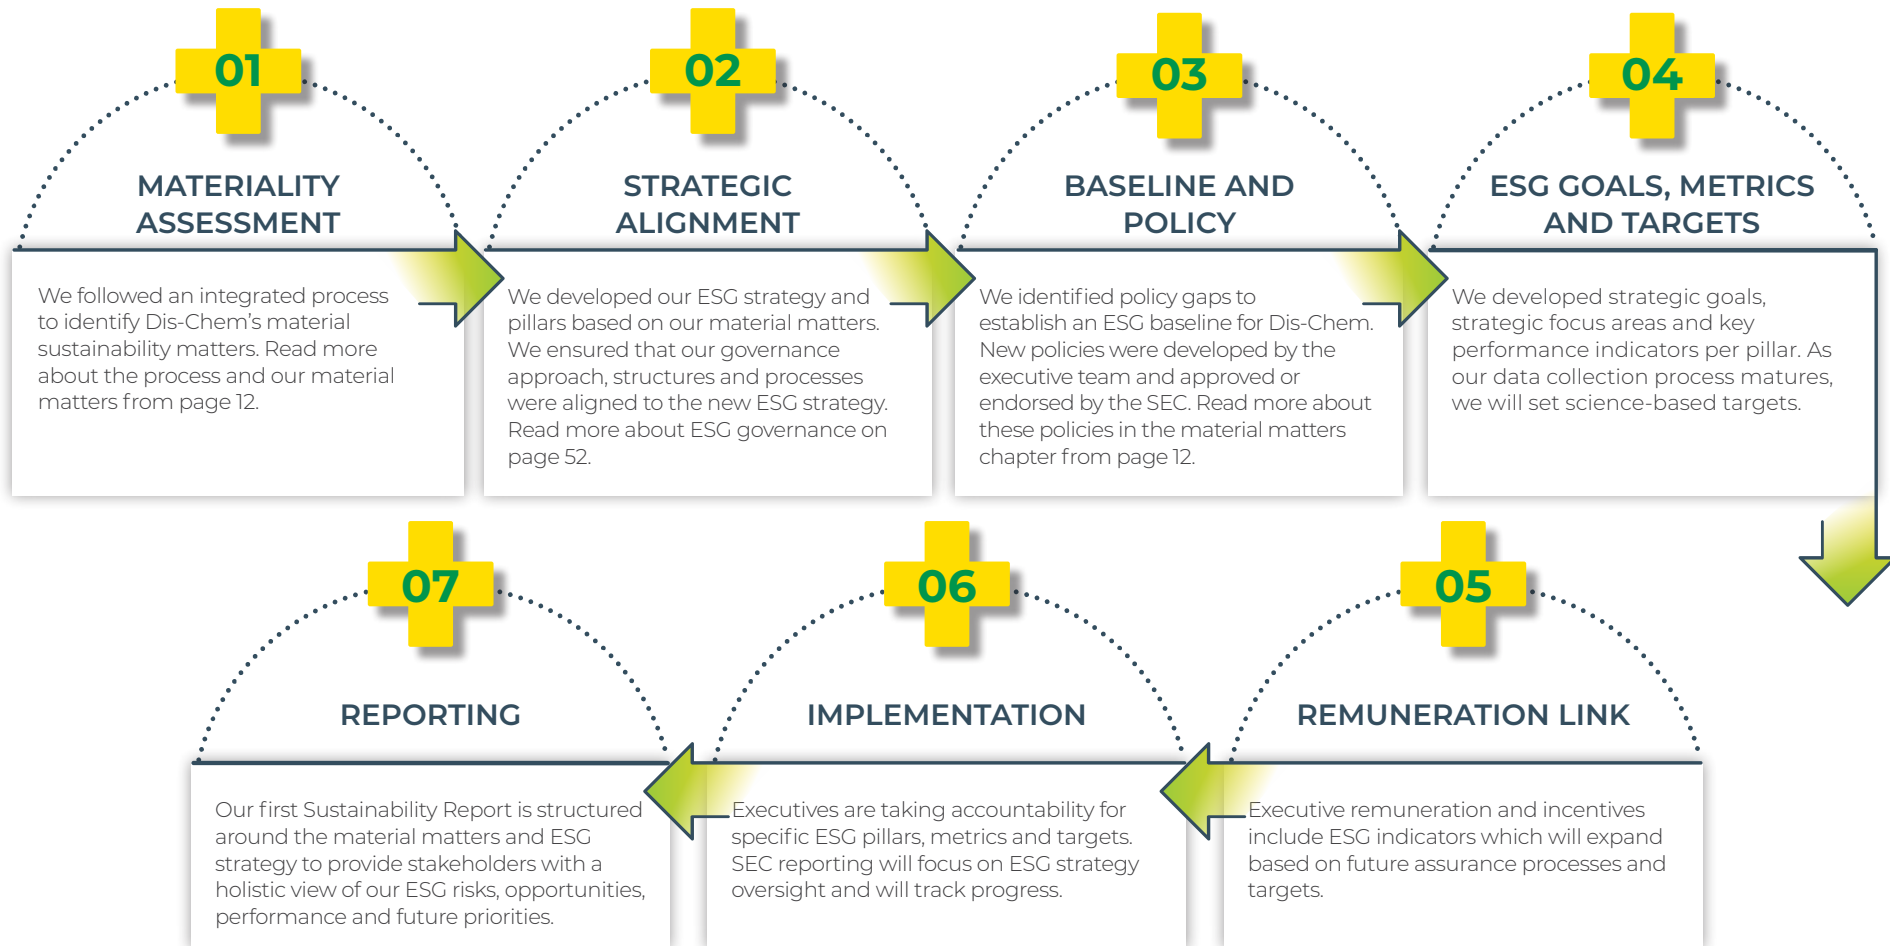 01
MATERIALITY
ASSESSMENT
We followed an integrated process
to identify Dis-Chem's material
sustainability matters. Read more
about the process and our material
matters from page 12.
02
STRATEGIC
ALIGNMENT
We developed our ESG strategy and
pillars based on our material matters.
We ensured that our governance
approach, structures and processes
were aligned to the new ESG strategy.
Read more about ESG governance on
page 52.
03
BASELINE AND
POLICY
We identified policy gaps to
establish an ESG baseline for Dis-Chem.
New policies were developed by the
executive team and approved or
endorsed by the SEC. Read more about
these policies in the material matters
chapter from page 12.
04
ESG GOALS, METRICS
AND TARGETS
We developed strategic goals,
strategic focus areas and key
performance indicators per pillar. As
our data collection process matures,
we will set science-based targets.
05
REMUNERATION LINK
Executive remuneration and incentives
include ESG indicators which will expand
based on future assurance processes and
targets.
06
IMPLEMENTATION
Executives are taking accountability for
specific ESG pillars, metrics and targets.
SEC reporting will focus on ESG strategy
oversight and will track progress.
07
REPORTING
Our first Sustainability Report is structured
around the material matters and ESG
strategy to provide stakeholders with a
holistic view of our ESG risks, opportunities,
performance and future priorities.